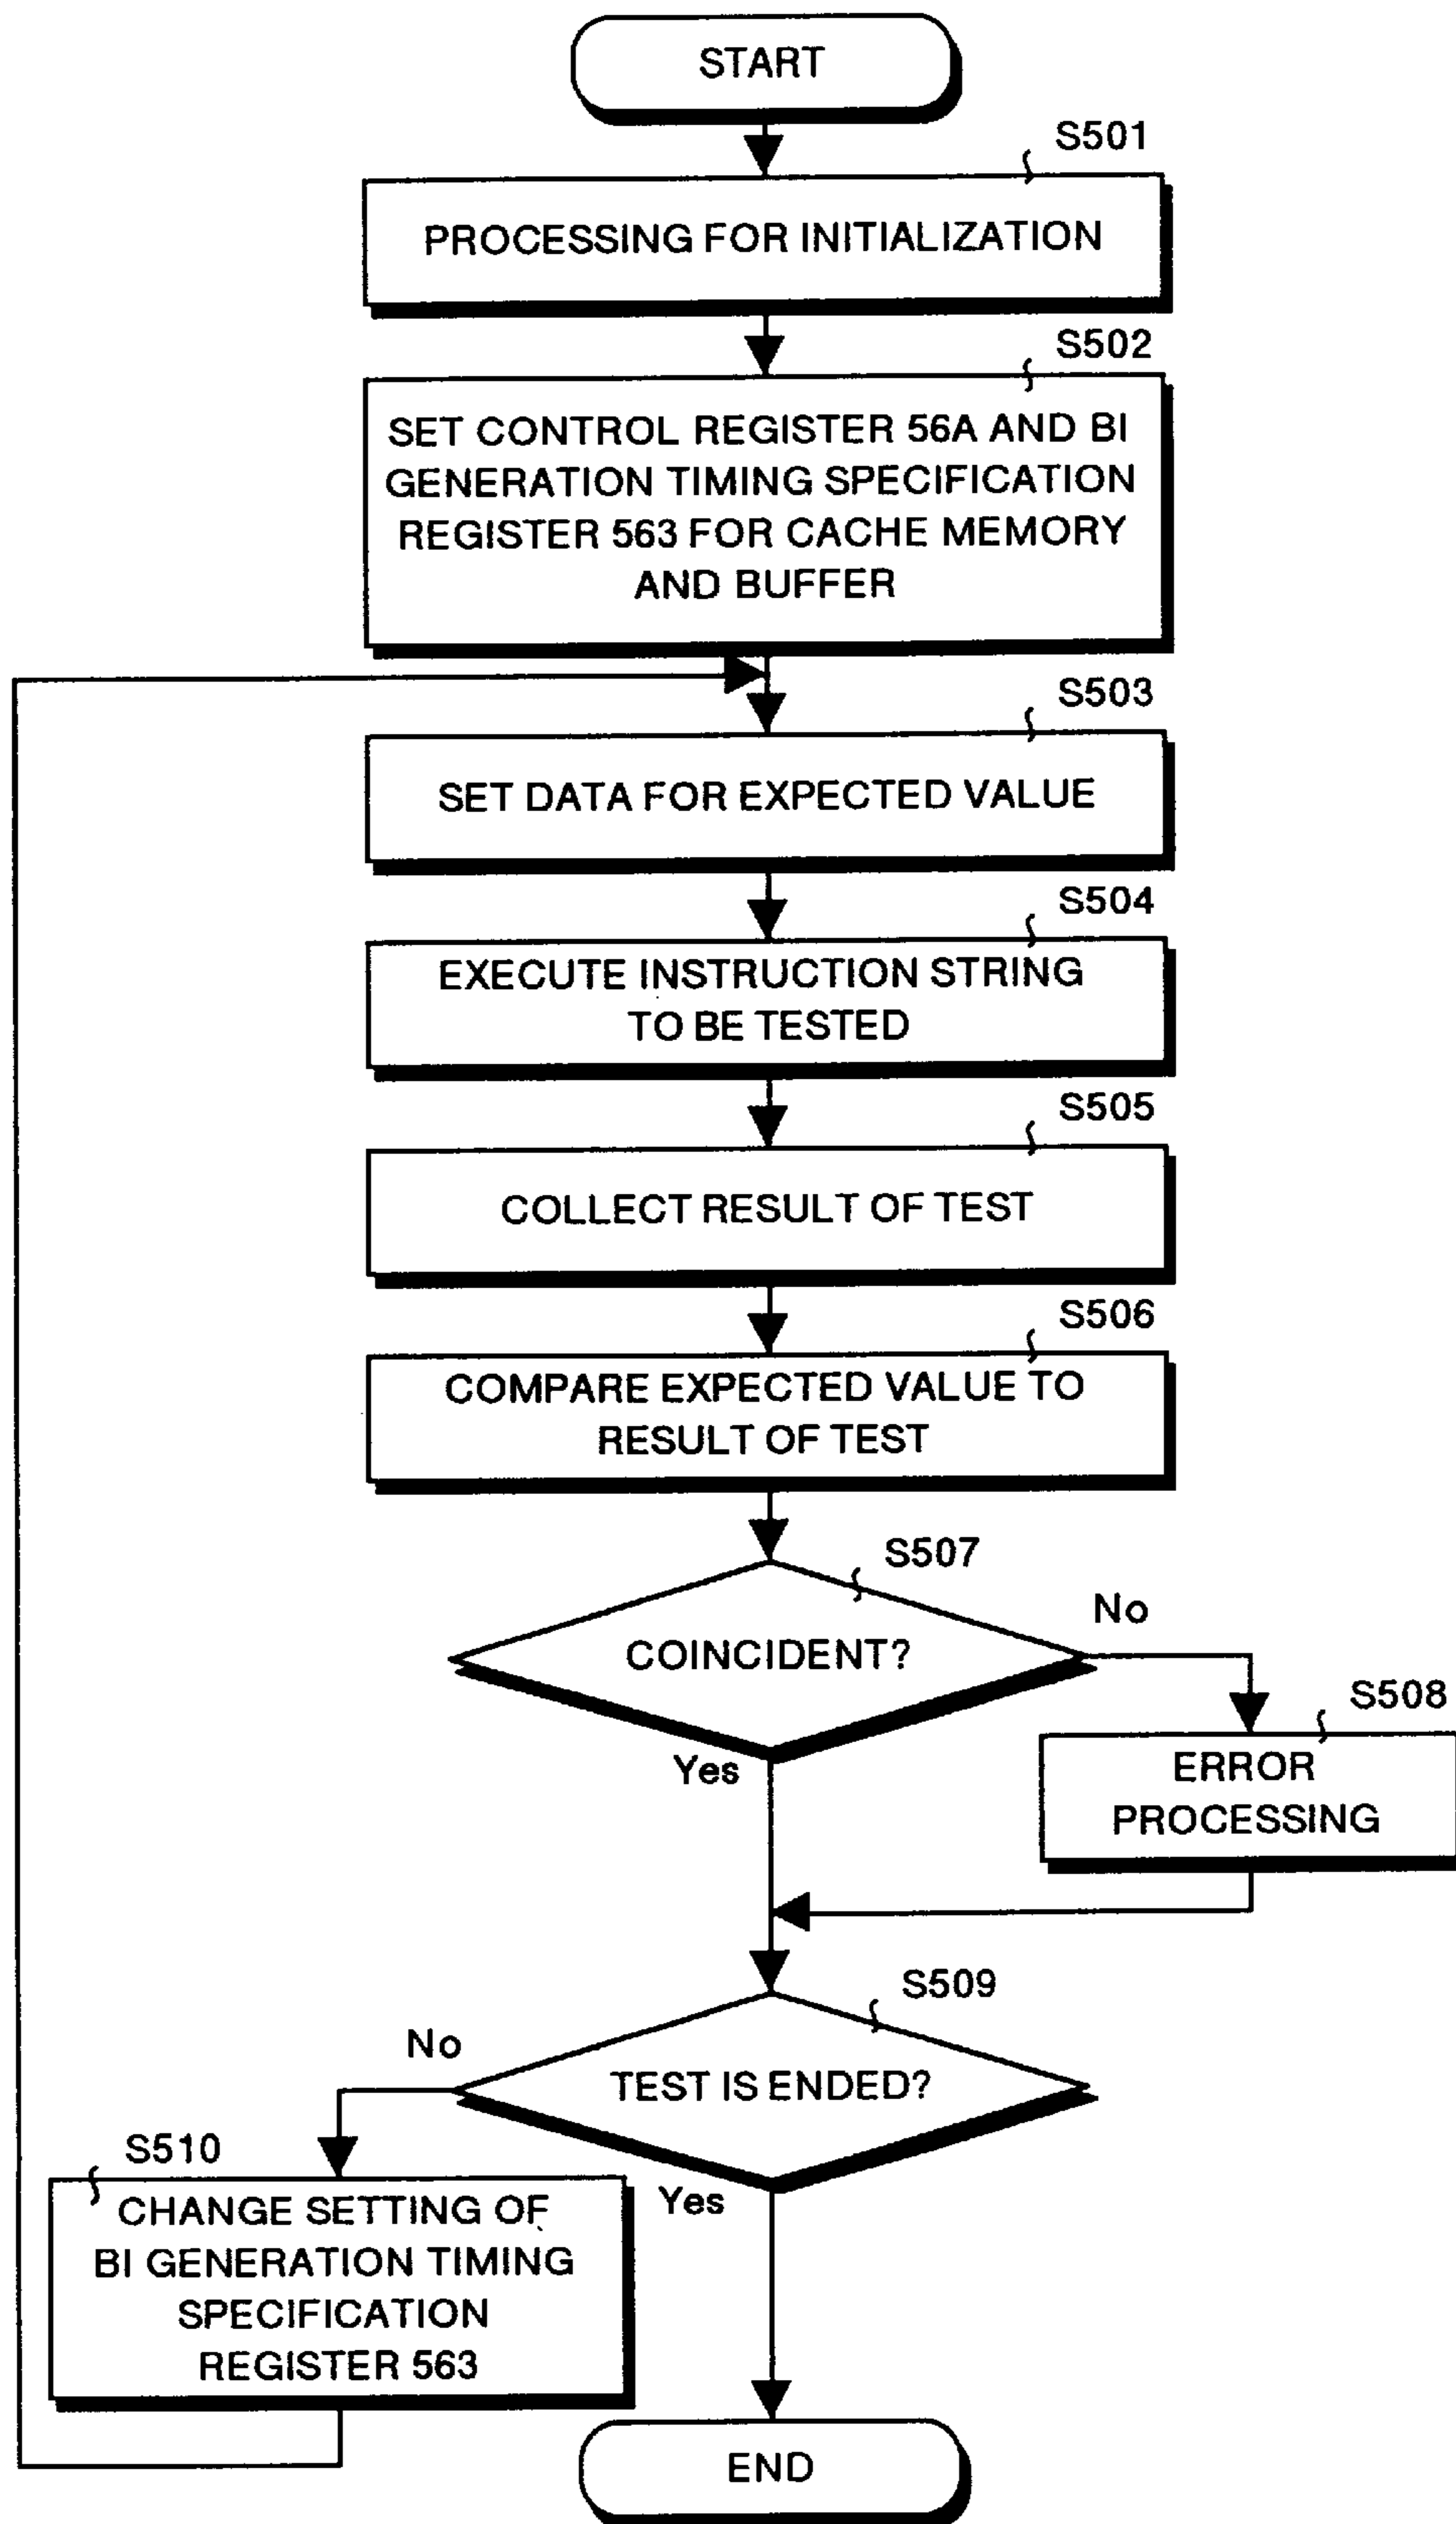 START
S501
PROCESSING FOR INITIALIZATION
S502
SET CONTROL REGISTER 56A AND BI
GENERATION TIMING SPECIFICATION
REGISTER 563 FOR CACHE MEMORY
AND BUFFER
S503
SET DATA FOR EXPECTED VALUE
S504
EXECUTE INSTRUCTION STRING
TO BE TESTED
S505
COLLECT RESULT OF TEST
S506
COMPARE EXPECTED VALUE TO
RESULT OF TEST
S507
COINCIDENT?
No
Yes
S508
ERROR
PROCESSING
S509
TEST IS ENDED?
No
Yes
S510
CHANGE SETTING OF
BI GENERATION TIMING
SPECIFICATION
REGISTER 563
END